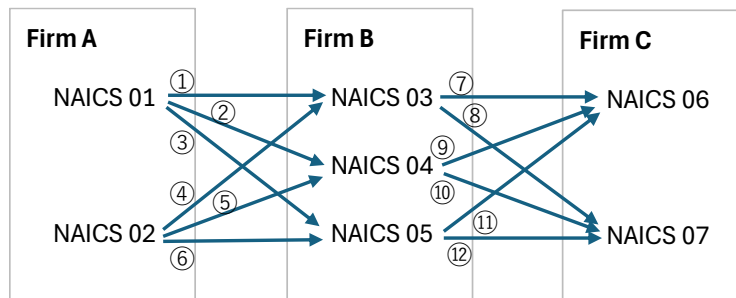 Firm A
Firm B
Firm C
NAICS 01
①
②
③
④
⑤
⑥
NAICS 02
NAICS 03
NAICS 04
NAICS 05
⑦
⑧
⑨
⑩
⑪
⑫
NAICS 06
NAICS 07